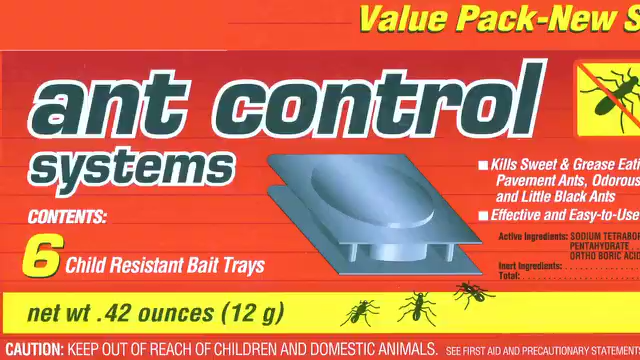 Value Pack-New
ant control
systems
CONTENTS:
6 Child Resistant Bait Trays
net wt .42 ounces (12 g)
Kills Sweet & Grease
Pavement Ants,
and Little Black Ants
Effective and Easy-to-Use
Active Ingredients: SODIUM
PENTAHYDRATE
ORTHO BORIC ACID
Inert Ingredients:
Total:
CAUTION: KEEP OUT OF REACH OF CHILDREN AND DOMESTIC ANIMALS. SEE FIRST AID AND PRECAUTIONARY